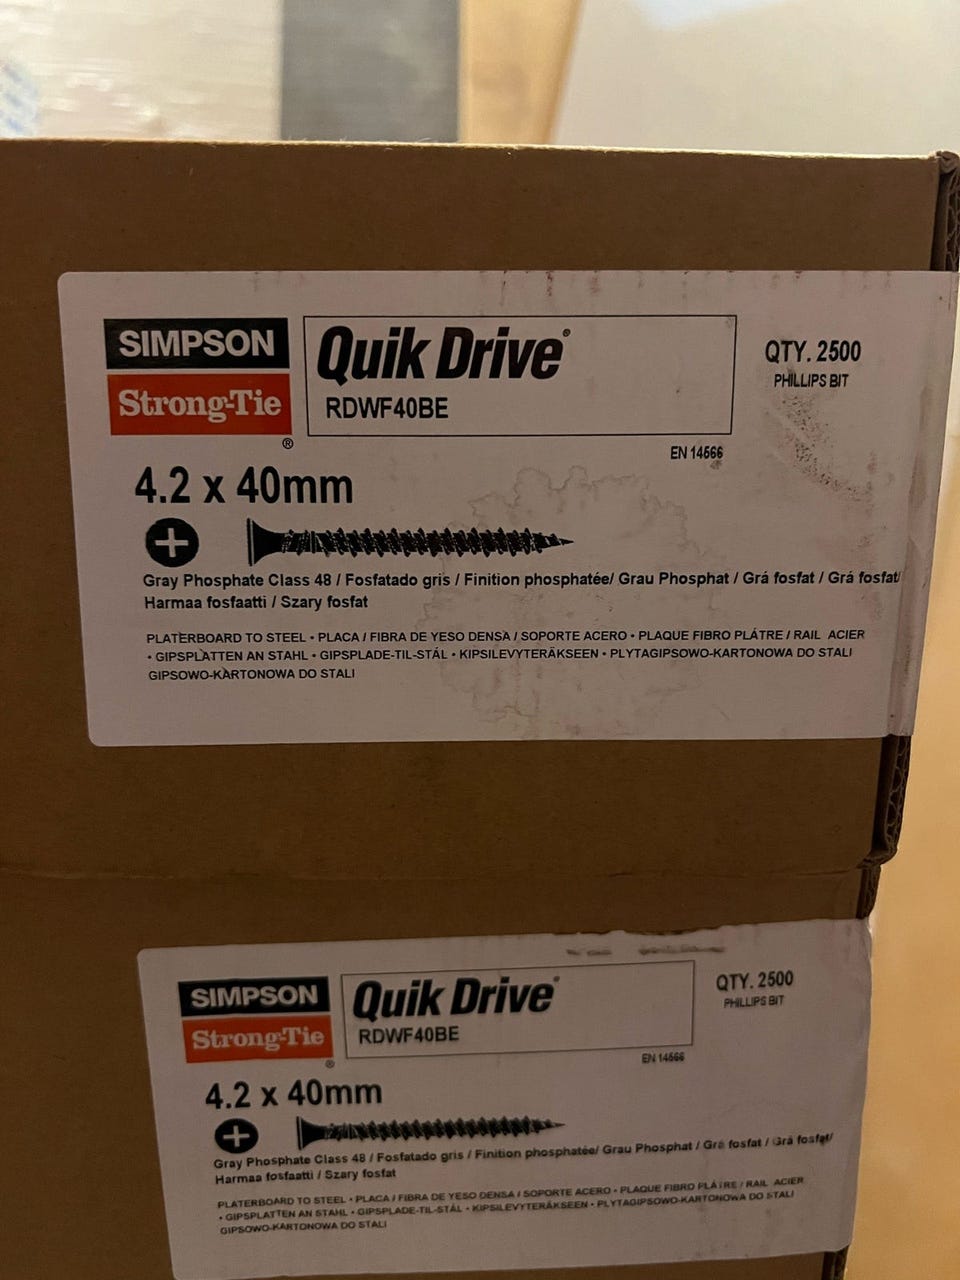 SIMPSON
Strong-Tie
®
Quik Drive®
RDWF40BE
QTY. 2500
PHILLIPS BIT
EN 14566
4.2 x 40mm
Gray Phosphate Class 48 / Fosfatado gris / Finition phosphatée/ Grau Phosphat / Grá fosfat / Grá fosfat/
Harmaa fosfaatti / Szary fosfat
PLATERBOARD TO STEEL • PLACA / FIBRA DE YESO DENSA / SOPORTE ACERO • PLAQUE FIBRO PLÁTRE / RAIL ACIER
• GIPSPLATTEN AN STAHL • GIPSPLADE-TIL-STÁL • KIPSILEVYTERÄKSEEN • PLYTAGIPSOWO-KARTONOWA DO STALI
GIPSOWO-KARTONOWA DO STALI
SIMPSON
Strong-Tie
®
Quik Drive®
RDWF40BE
QTY. 2500
PHILLIPS BIT
EN 14566
4.2 x 40mm
Gray Phosphate Class 48 / Fosfatado gris / Finition phosphatée/ Grau Phosphat / Grá fosfat / Grá fosfat/
Harmaa fosfaatti / Szary fosfat
PLATERBOARD TO STEEL • PLACA / FIBRA DE YESO DENSA / SOPORTE ACERO • PLAQUE FIBRO PLÁTRE / RAIL ACIER
• GIPSPLATTEN AN STAHL • GIPSPLADE-TIL-STÁL • KIPSILEVYTERÄKSEEN • PLYTAGIPSOWO-KARTONOWA DO STALI
GIPSOWO-KARTONOWA DO STALI